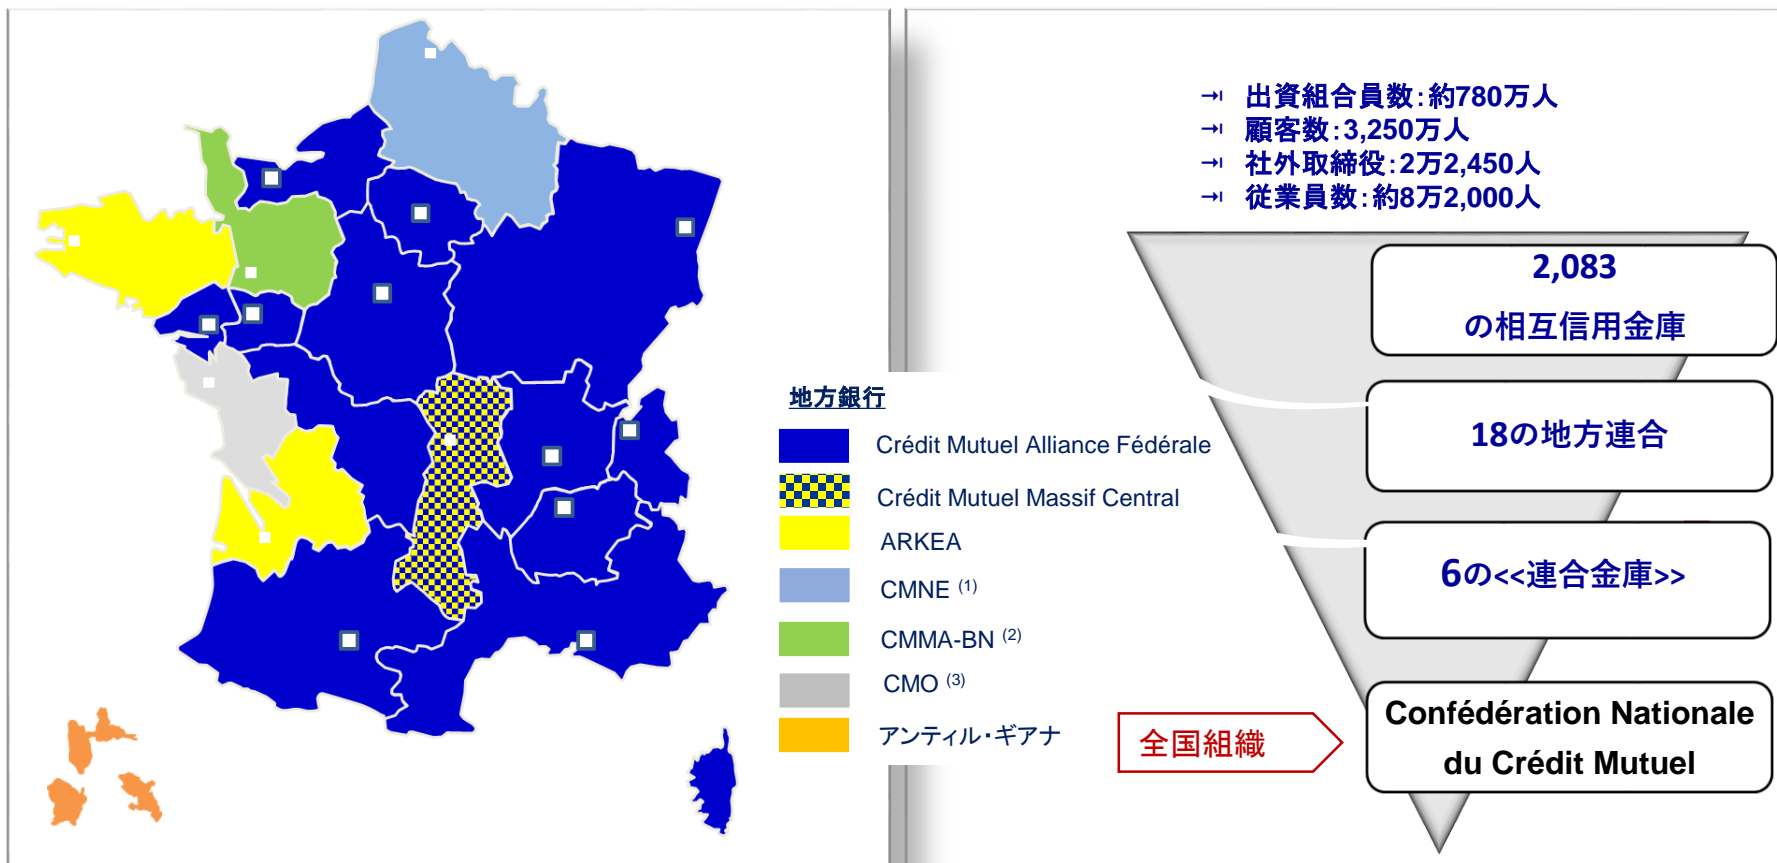 地方銀行
Crédit Mutuel Alliance Fédérale
Crédit Mutuel Massif Central
ARKEA
CMNE (1)
CMMA-BN (2)
CMO (3)
アンティル・ギアナ
→ı 出資組合員数：約780万人
→ı 顧客数：3,250万人
→ı 社外取締役：2万2,450人
→ı 従業員数：約8万2,000人
2,083
の相互信用金庫
18の地方連合
6の<<連合金庫>>
全国組織
Confédération Nationale
du Crédit Mutuel